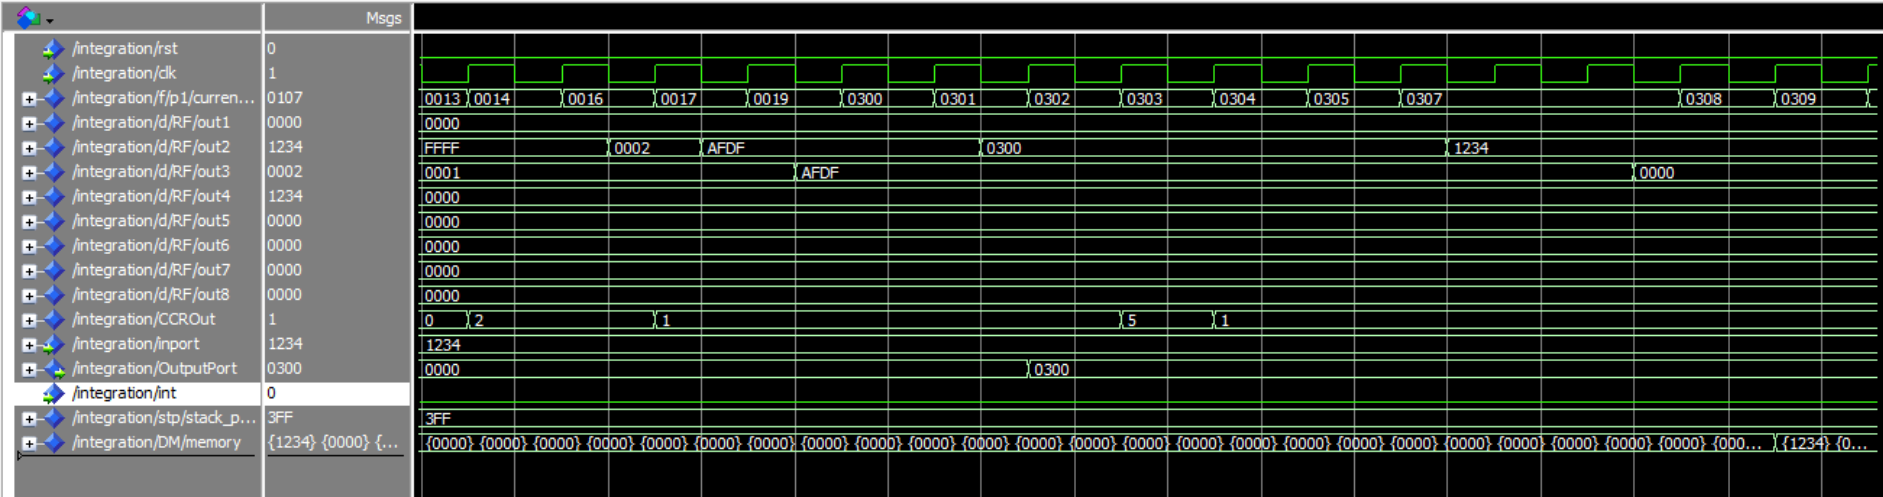 Msgs
/integration/rst 0
/integration/clk 1
/integration/f/p1/curren... 0107 0013 0014 0016 0017 0019 0300 0301 0302 0303 0304 0305 0307 0308 0309
/integration/d/RF/out1 0000 0000
/integration/d/RF/out2 1234 FFFF 0002 AFDF 0300 1234
/integration/d/RF/out3 0002 0001 AFDF 0000
/integration/d/RF/out4 1234 0000
/integration/d/RF/out5 0000 0000
/integration/d/RF/out6 0000 0000
/integration/d/RF/out7 0000 0000
/integration/d/RF/out8 0000 0000
/integration/CCROut 1 0 2 1 5 1
/integration/inport 1234 1234
/integration/OutputPort 0300 0000 0300
/integration/int 0
/integration/stp/stack_p... 3FF 3FF
/integration/DM/memory {1234} {0000} {... {0000} {0000} {0000} {0000} {0000} {0000} {0000} {0000} {0000} {0000} {0000} {0000} {0000} {0000} {0000} {0000} {0000} {0000} {0000} {0000} {0000} {0000} {0000} {0000} {000... {1234} {0...